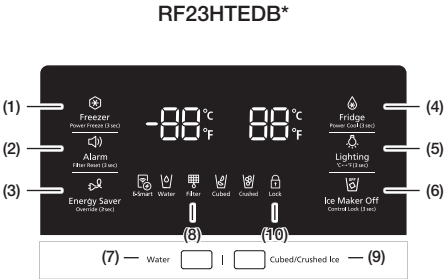 RF23HTEDB*
(1) Freezer (4) Fridge
Power Freeze (3 sec) Power Cool (3 sec)
-88 °C °F 88 °C °F
(2) Alarm (5) Lighting
Filter Reset (3 sec) °C↔°F (3 sec)
(3) Energy Saver (6) OFF Ice Maker Off
Override (3sec) Control Lock (3 sec)
E-Smart Water Filter Cubed Crushed Lock
(8) (10)
(7) Water | Cubed/Crushed Ice (9)